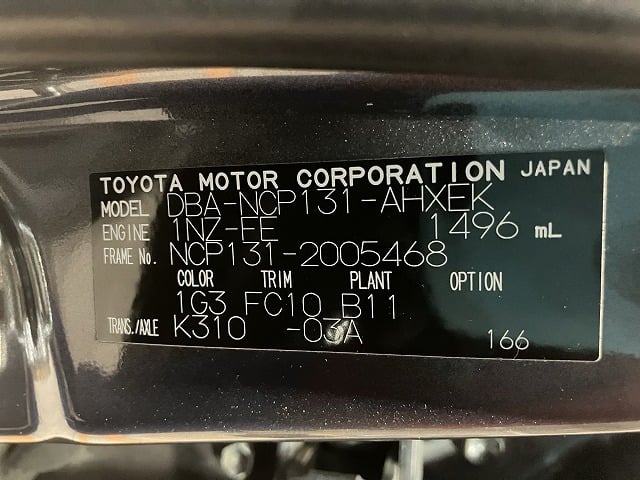 TOYOTA MOTOR CORPORATION JAPAN
MODEL DBA-NCP131-AHXEK
ENGINE 1NZ-FE 1496 mL
FRAME No. NCP131-2005468
COLOR TRIM PLANT OPTION
1G3 FC10 B11
TRANS./AXLE K310 -03A 166